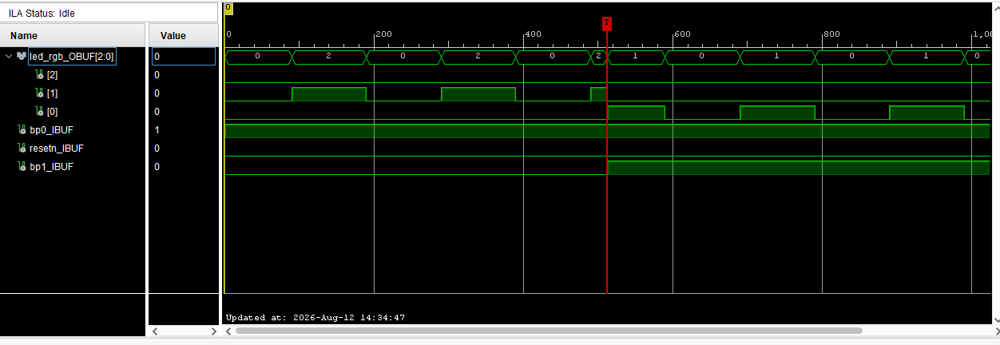 ILA Status: Idle
Name Value
0
T
0 200 400 600 800 1,00
led_rgb_OBUF[2:0] 0 0 2 0 2 0 2 1 0 1 0 1 0
[2] 0
[1] 0
[0] 0
bp0_IBUF 1
resetn_IBUF 0
bp1_IBUF 0
Updated at: 2026-Aug-12 14:34:47